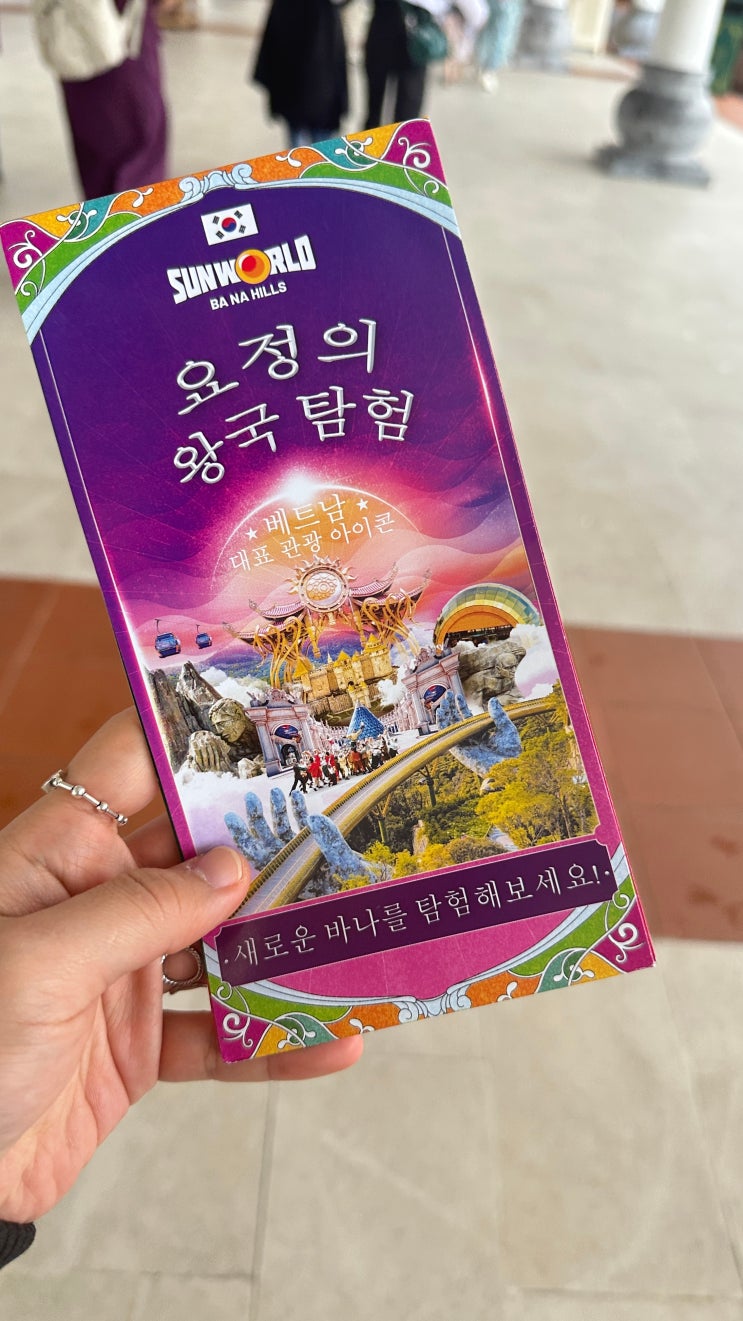 SUNWORLD
BA NA HILLS
요정의
왕국 탐험
베트남
대표 관광 아이콘
새로운 바나를 탐험해보세요!